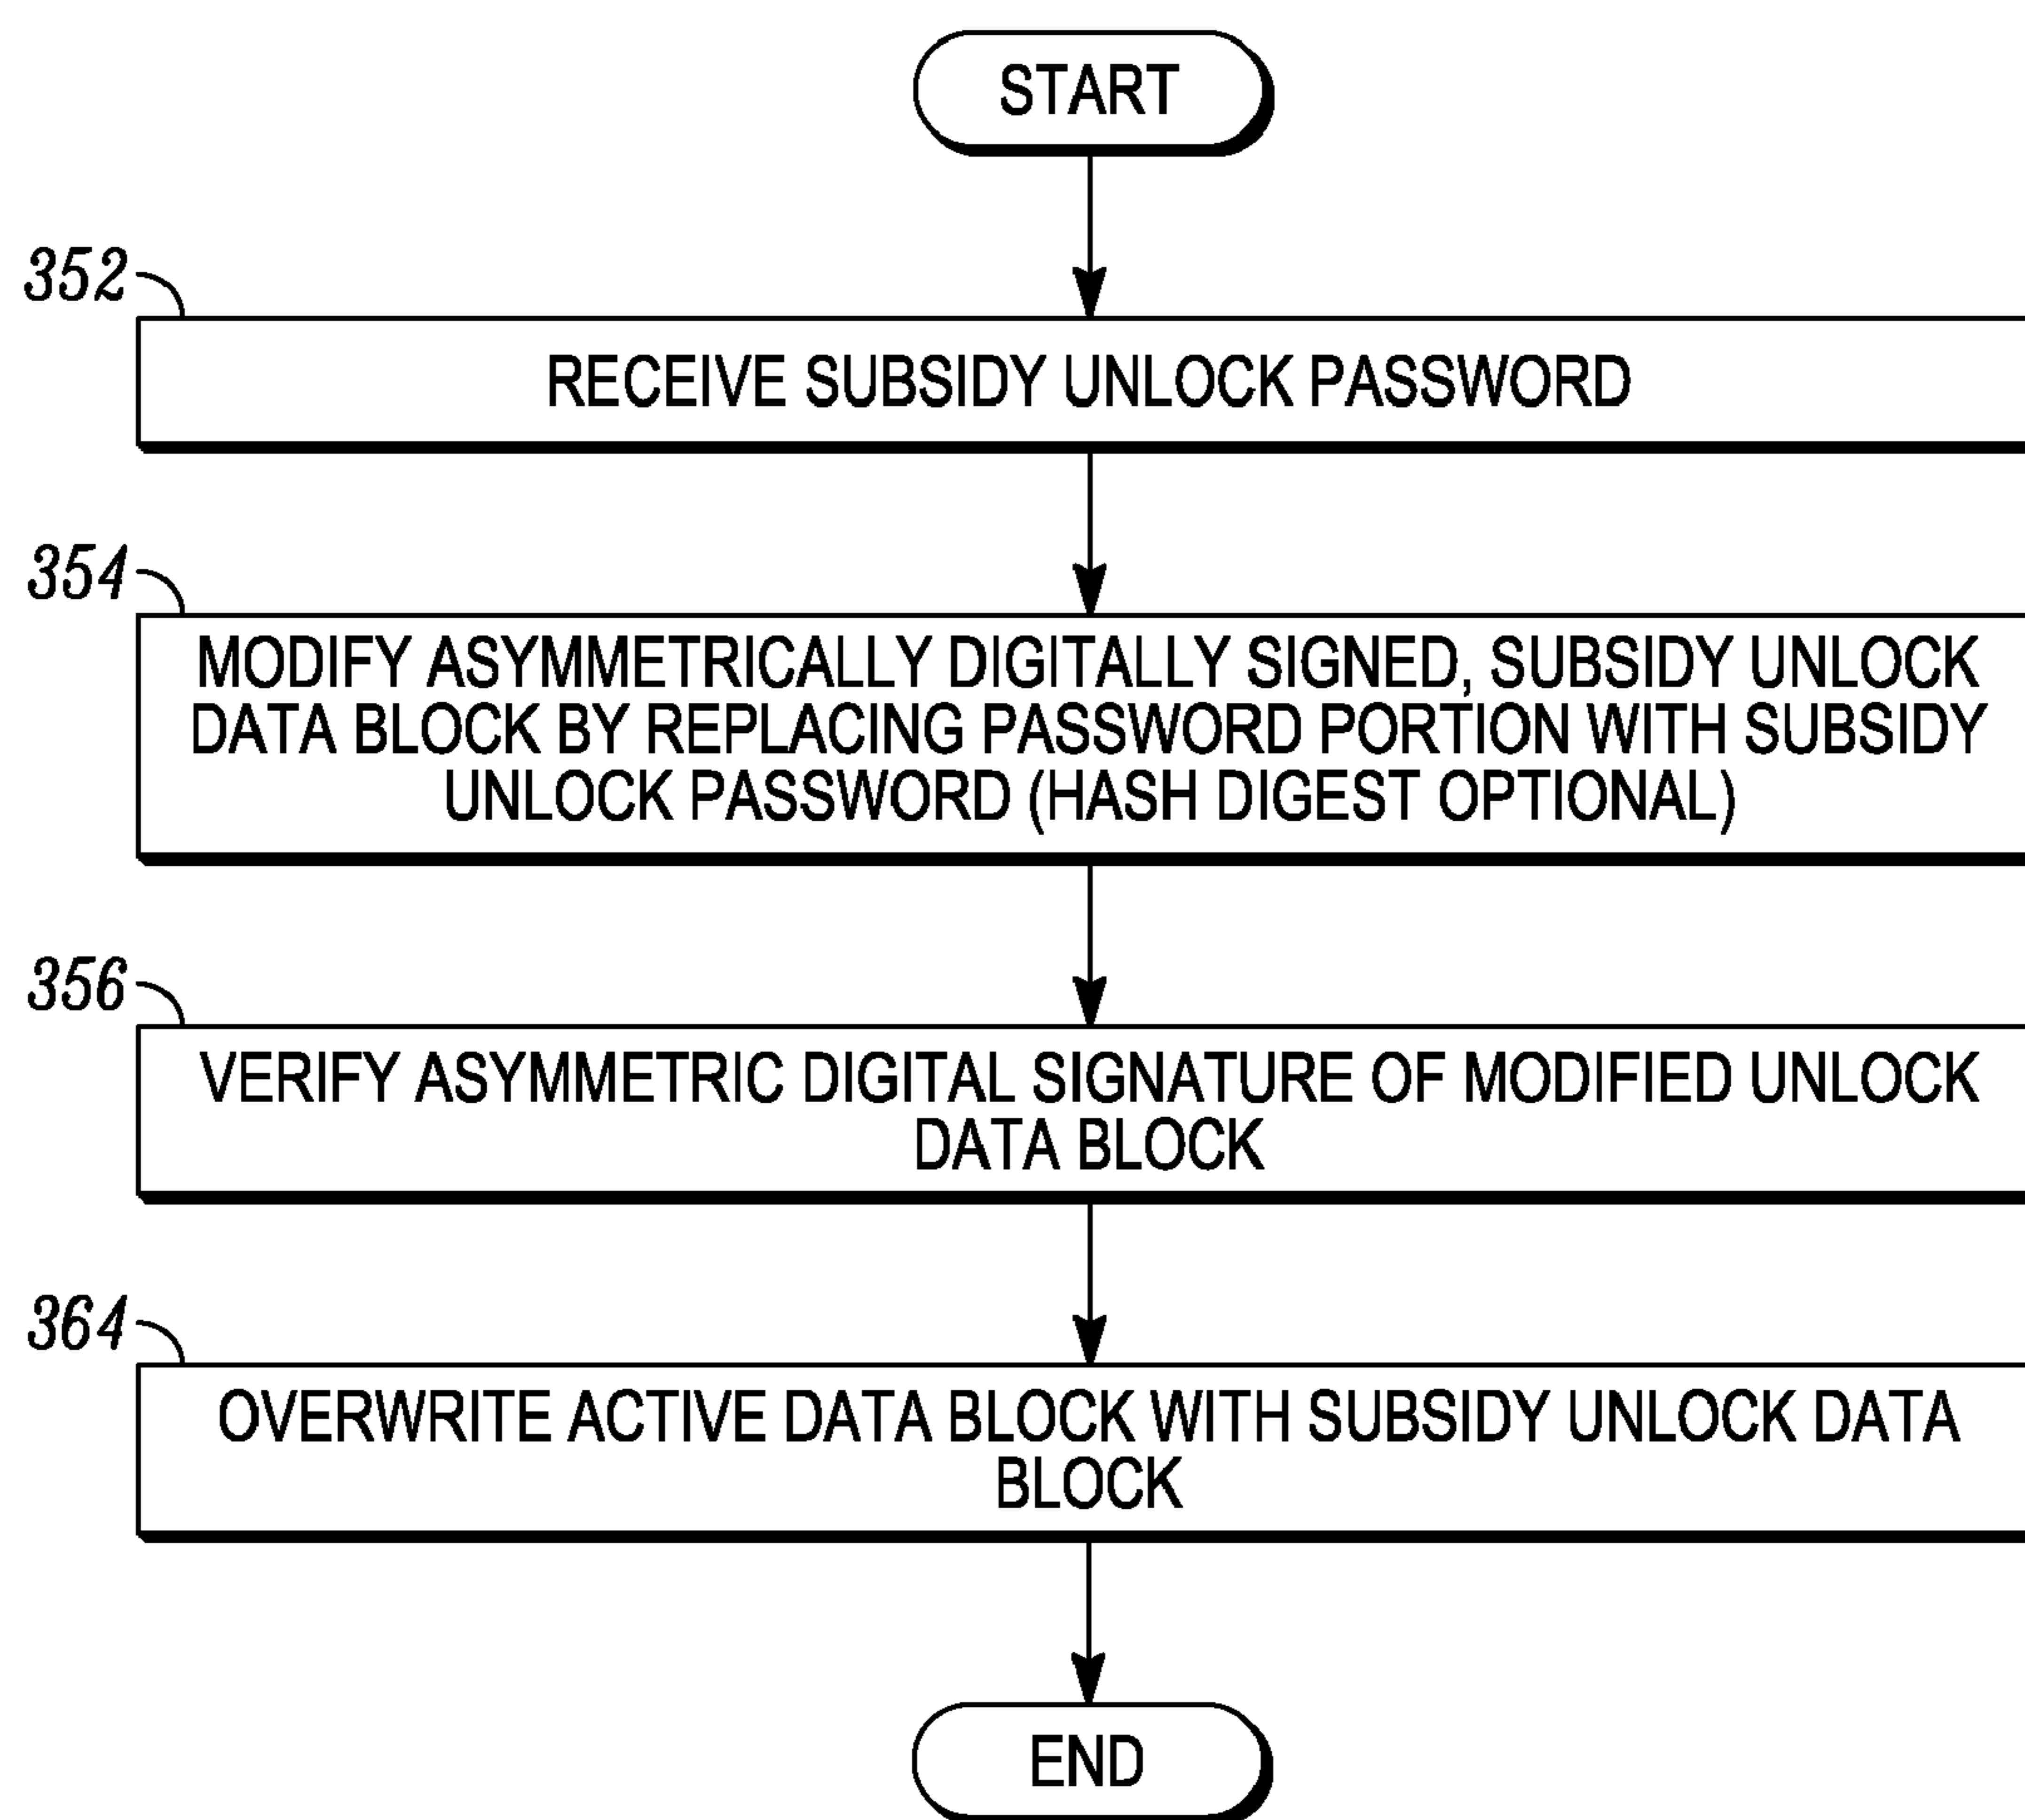 START
352
RECEIVE SUBSIDY UNLOCK PASSWORD
354
MODIFY ASYMMETRICALLY DIGITALLY SIGNED, SUBSIDY UNLOCK
DATA BLOCK BY REPLACING PASSWORD PORTION WITH SUBSIDY
UNLOCK PASSWORD (HASH DIGEST OPTIONAL)
356
VERIFY ASYMMETRIC DIGITAL SIGNATURE OF MODIFIED UNLOCK
DATA BLOCK
364
OVERWRITE ACTIVE DATA BLOCK WITH SUBSIDY UNLOCK DATA
BLOCK
END